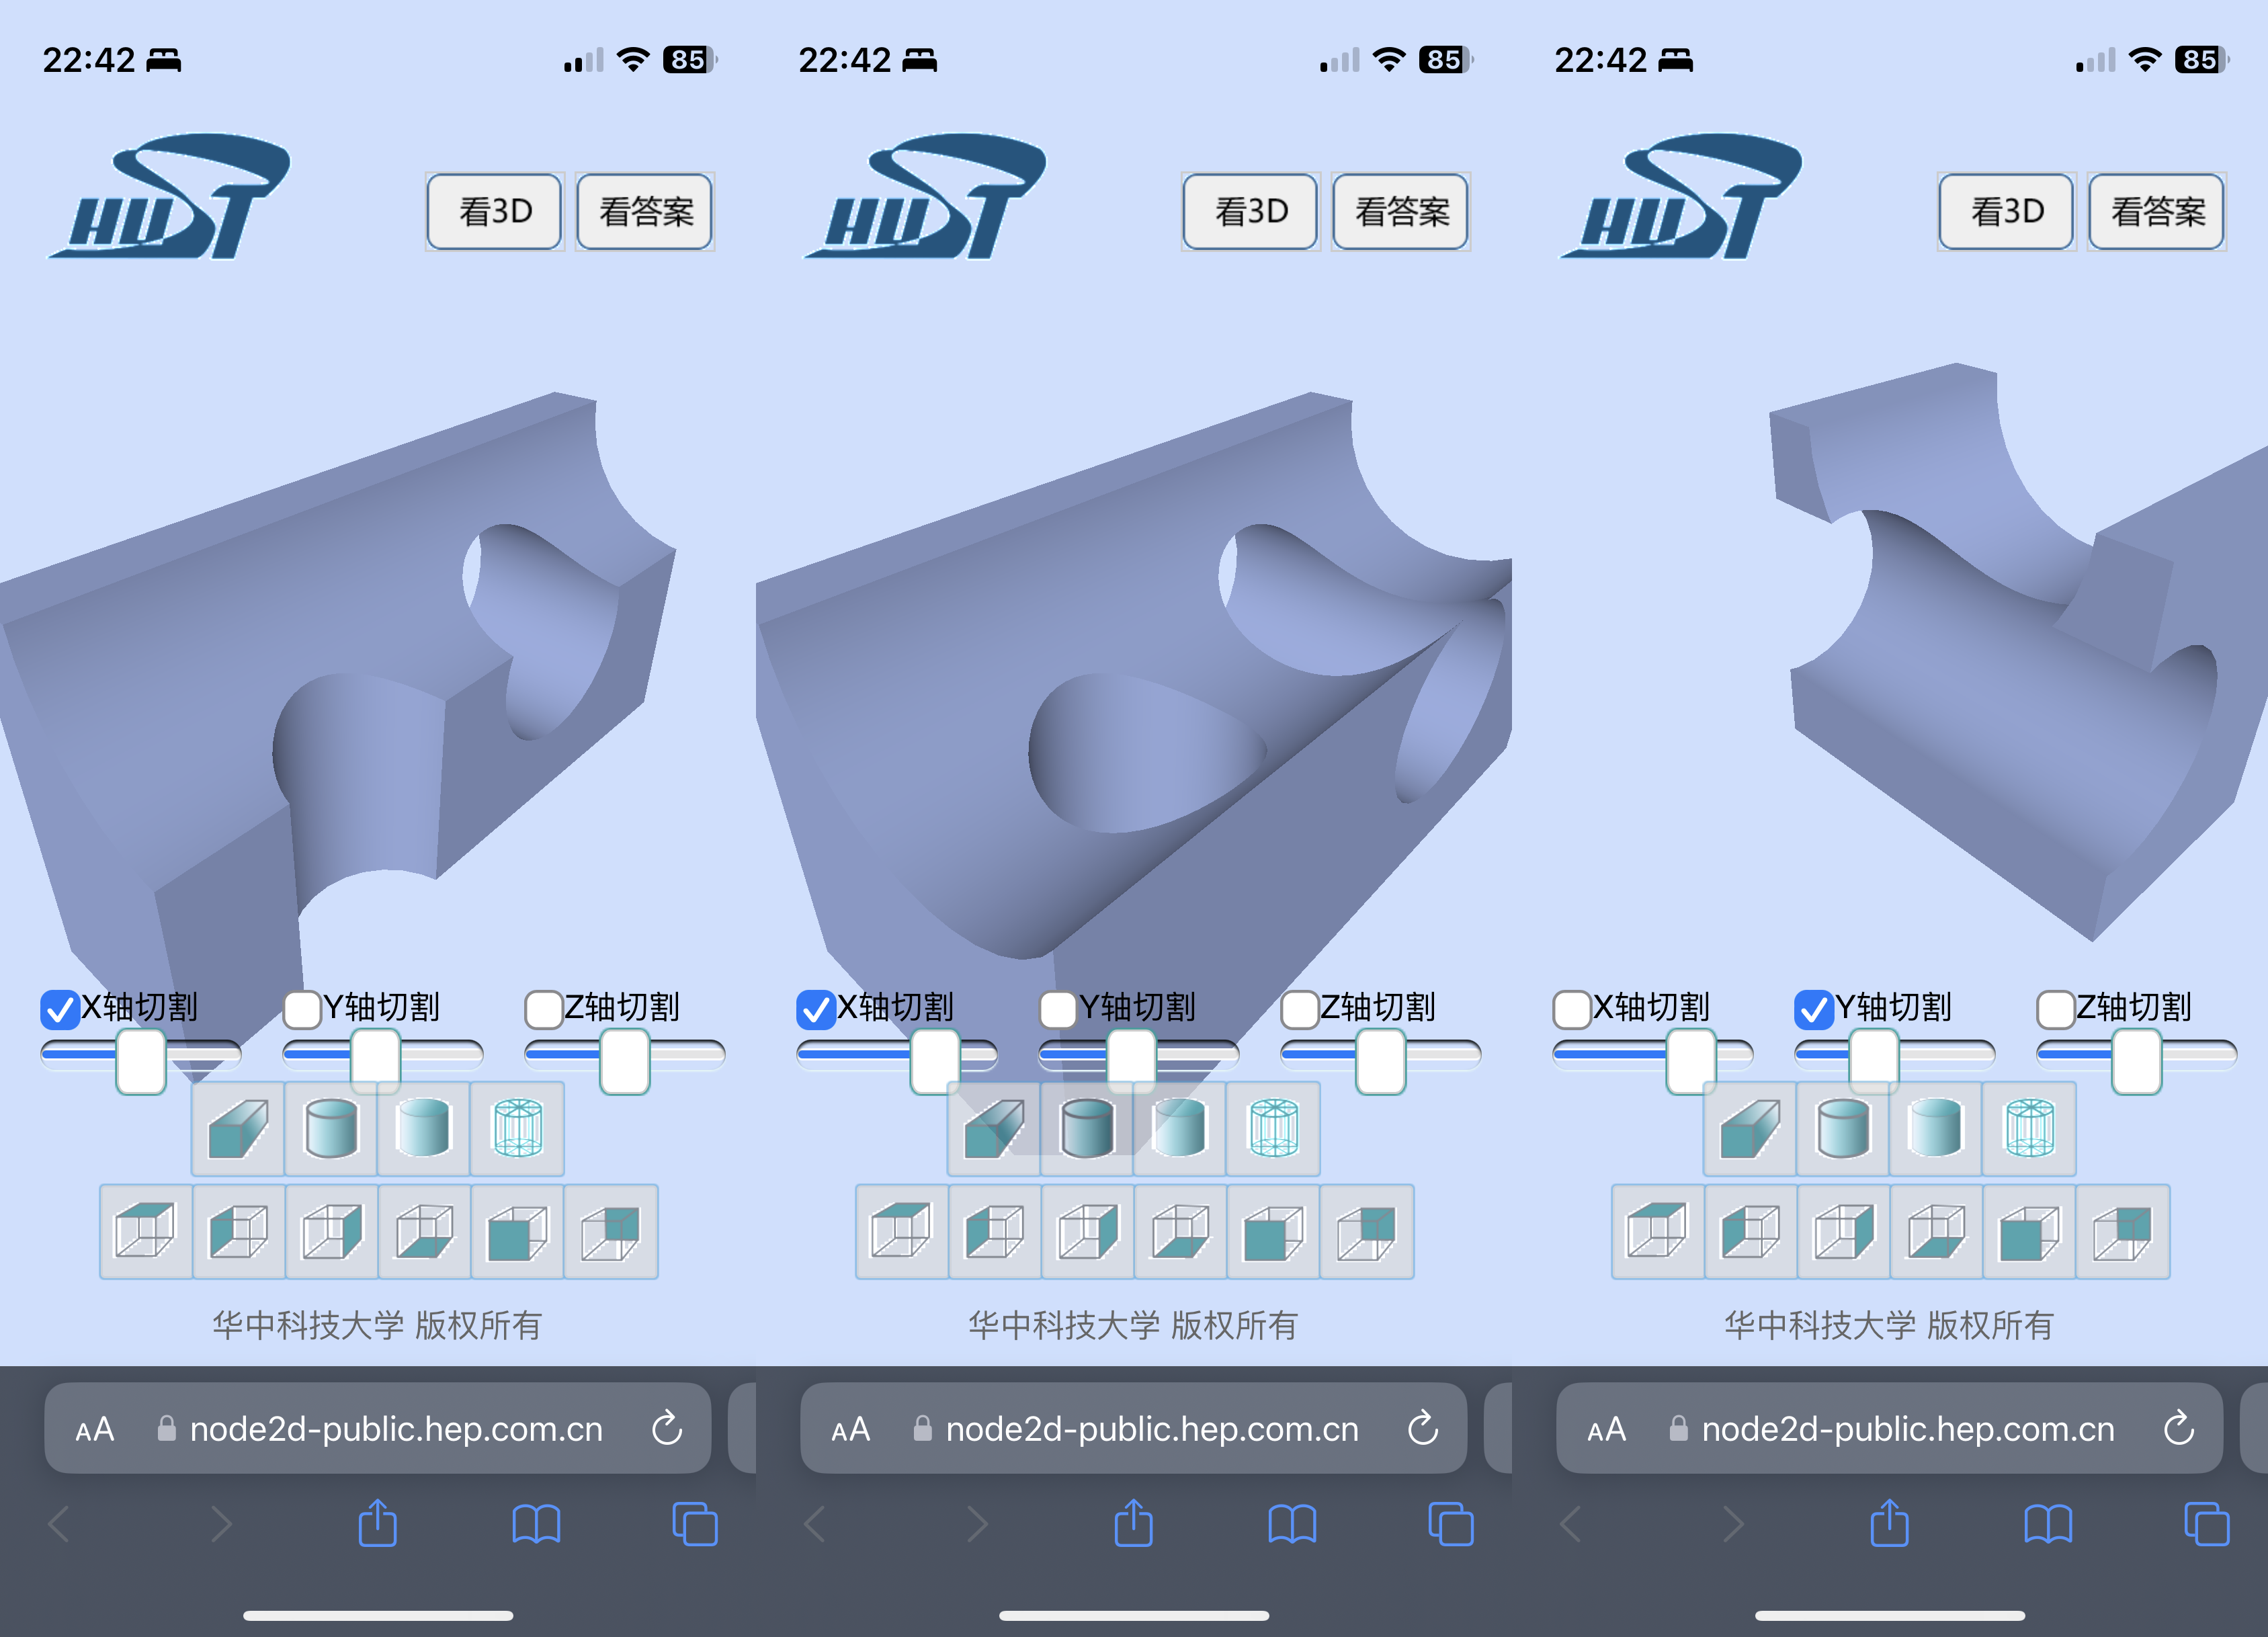 22:42
85
HUST
看3D
看答案
X轴切割
Y轴切割
Z轴切割
华中科技大学 版权所有
AA
node2d-public.hep.com.cn
22:42
85
HUST
看3D
看答案
X轴切割
Y轴切割
Z轴切割
华中科技大学 版权所有
AA
node2d-public.hep.com.cn
22:42
85
HUST
看3D
看答案
X轴切割
Y轴切割
Z轴切割
华中科技大学 版权所有
AA
node2d-public.hep.com.cn